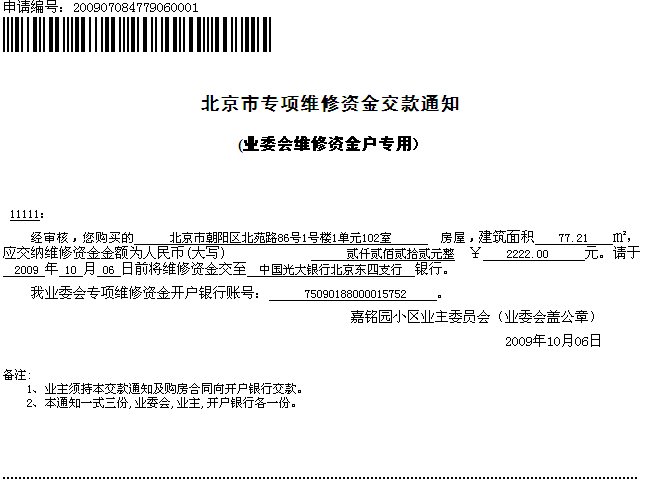 申请编号: 200907084779060001
北京市专项维修资金交款通知
(业委会维修资金户专用)
11111:
经审核,您购买的 北京市朝阳区北苑路86号1号楼1单元102室 房屋,建筑面积 77.21 ㎡,
应交纳维修资金金额为人民币(大写) 贰仟贰佰贰拾贰元整 ￥ 2222.00 元。请于
2009 年 10 月 06 日前将维修资金交至 中国光大银行北京东四支行 银行。
我业委会专项维修资金开户银行账号: 75090188000015752 。
嘉铭园小区业主委员会（业委会盖公章）
2009年10月06日
备注:
1、业主须持本交款通知及购房合同向开户银行交款。
2、本通知一式三份,业委会,业主,开户银行各一份。